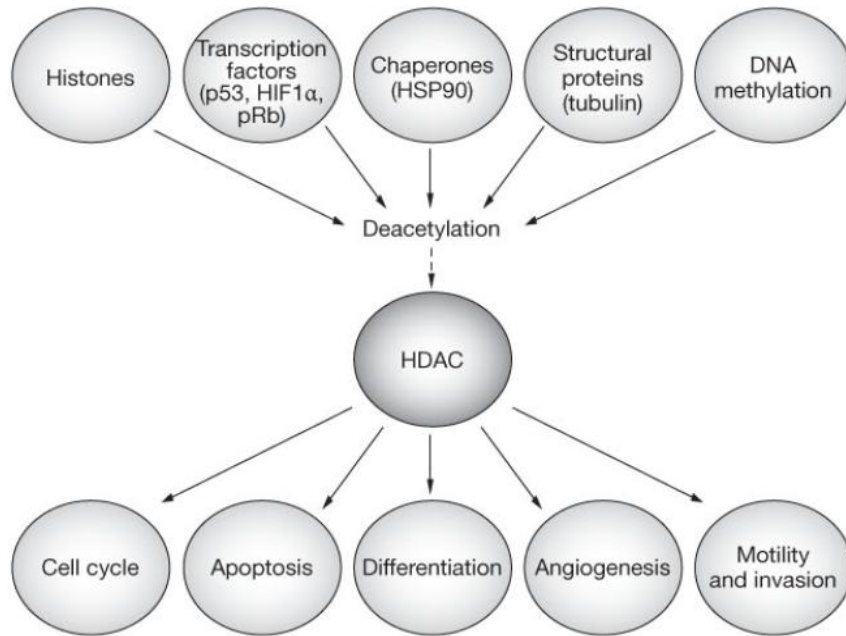 Histones
Transcription
factors
(p53, HIF1α,
pRb)
Chaperones
(HSP90)
Structural
proteins
(tubulin)
DNA
methylation
Deacetylation
HDAC
Cell cycle
Apoptosis
Differentiation
Angiogenesis
Motility
and invasion